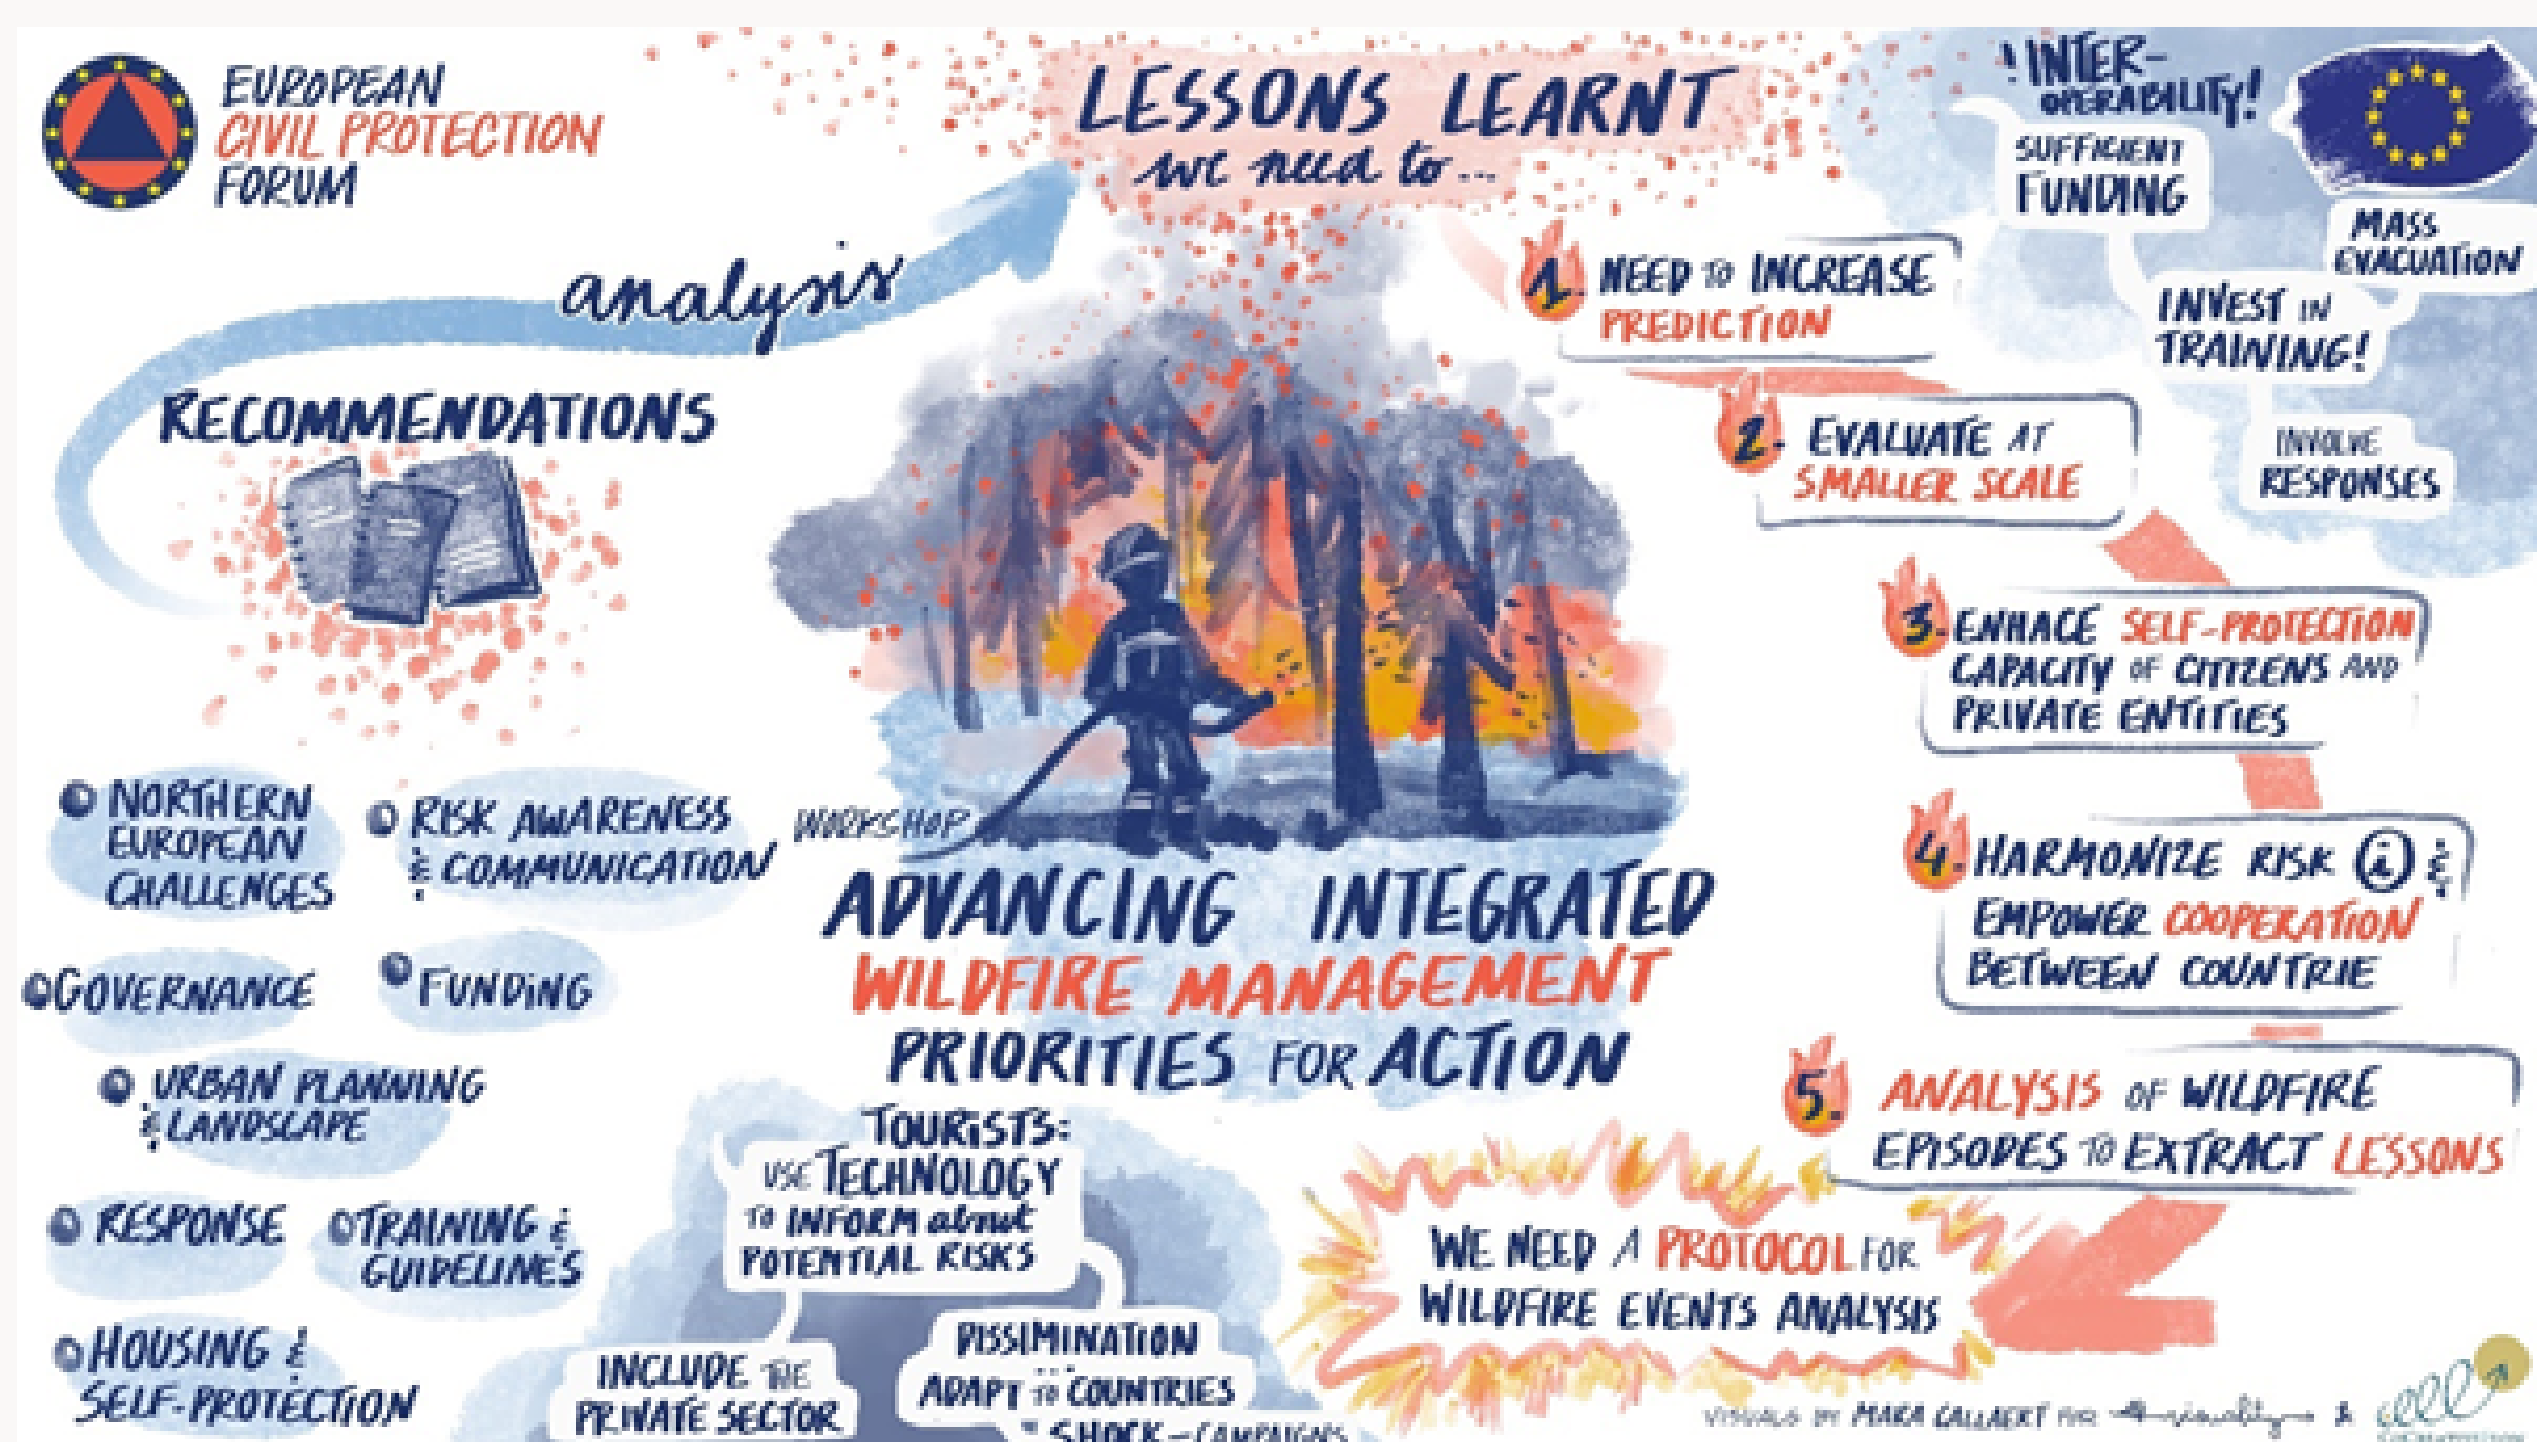 EUROPEAN
CIVIL PROTECTION
FORUM
LESSONS LEARNT
we need to...
analysis
RECOMMENDATIONS
NORTHERN
EUROPEAN
CHALLENGES
RISK AWARENESS
& COMMUNICATION
GOVERNANCE
FUNDING
URBAN PLANNING
& LANDSCAPE
RESPONSE
TRAINING &
GUIDELINES
HOUSING &
SELF-PROTECTION
WORKSHOP
ADVANCING INTEGRATED
WILDFIRE MANAGEMENT
PRIORITIES FOR ACTION
TOURISTS:
USE TECHNOLOGY
TO INFORM about
POTENTIAL RISKS
INCLUDE THE
PRIVATE SECTOR
DISSIMINATION
ADAPT TO COUNTRIES
"SHOCK-CAMPAIGNS
! INTER-
OPERABILITY!
SUFFICIENT
FUNDING
MASS
EVACUATION
INVEST IN
TRAINING!
INVOLVE
RESPONSES
1. NEED TO INCREASE
PREDICTION
2. EVALUATE AT
SMALLER SCALE
3. ENHACE SELF-PROTECTION
CAPACITY OF CITIZENS AND
PRIVATE ENTITIES
4. HARMONIZE RISK i &
EMPOWER COOPERATION
BETWEEN COUNTRIE
5. ANALYSIS OF WILDFIRE
EPISODES TO EXTRACT LESSONS
WE NEED A PROTOCOL FOR
WILDFIRE EVENTS ANALYSIS
VISUALS BY MARA CALLAERT FOR visuality &